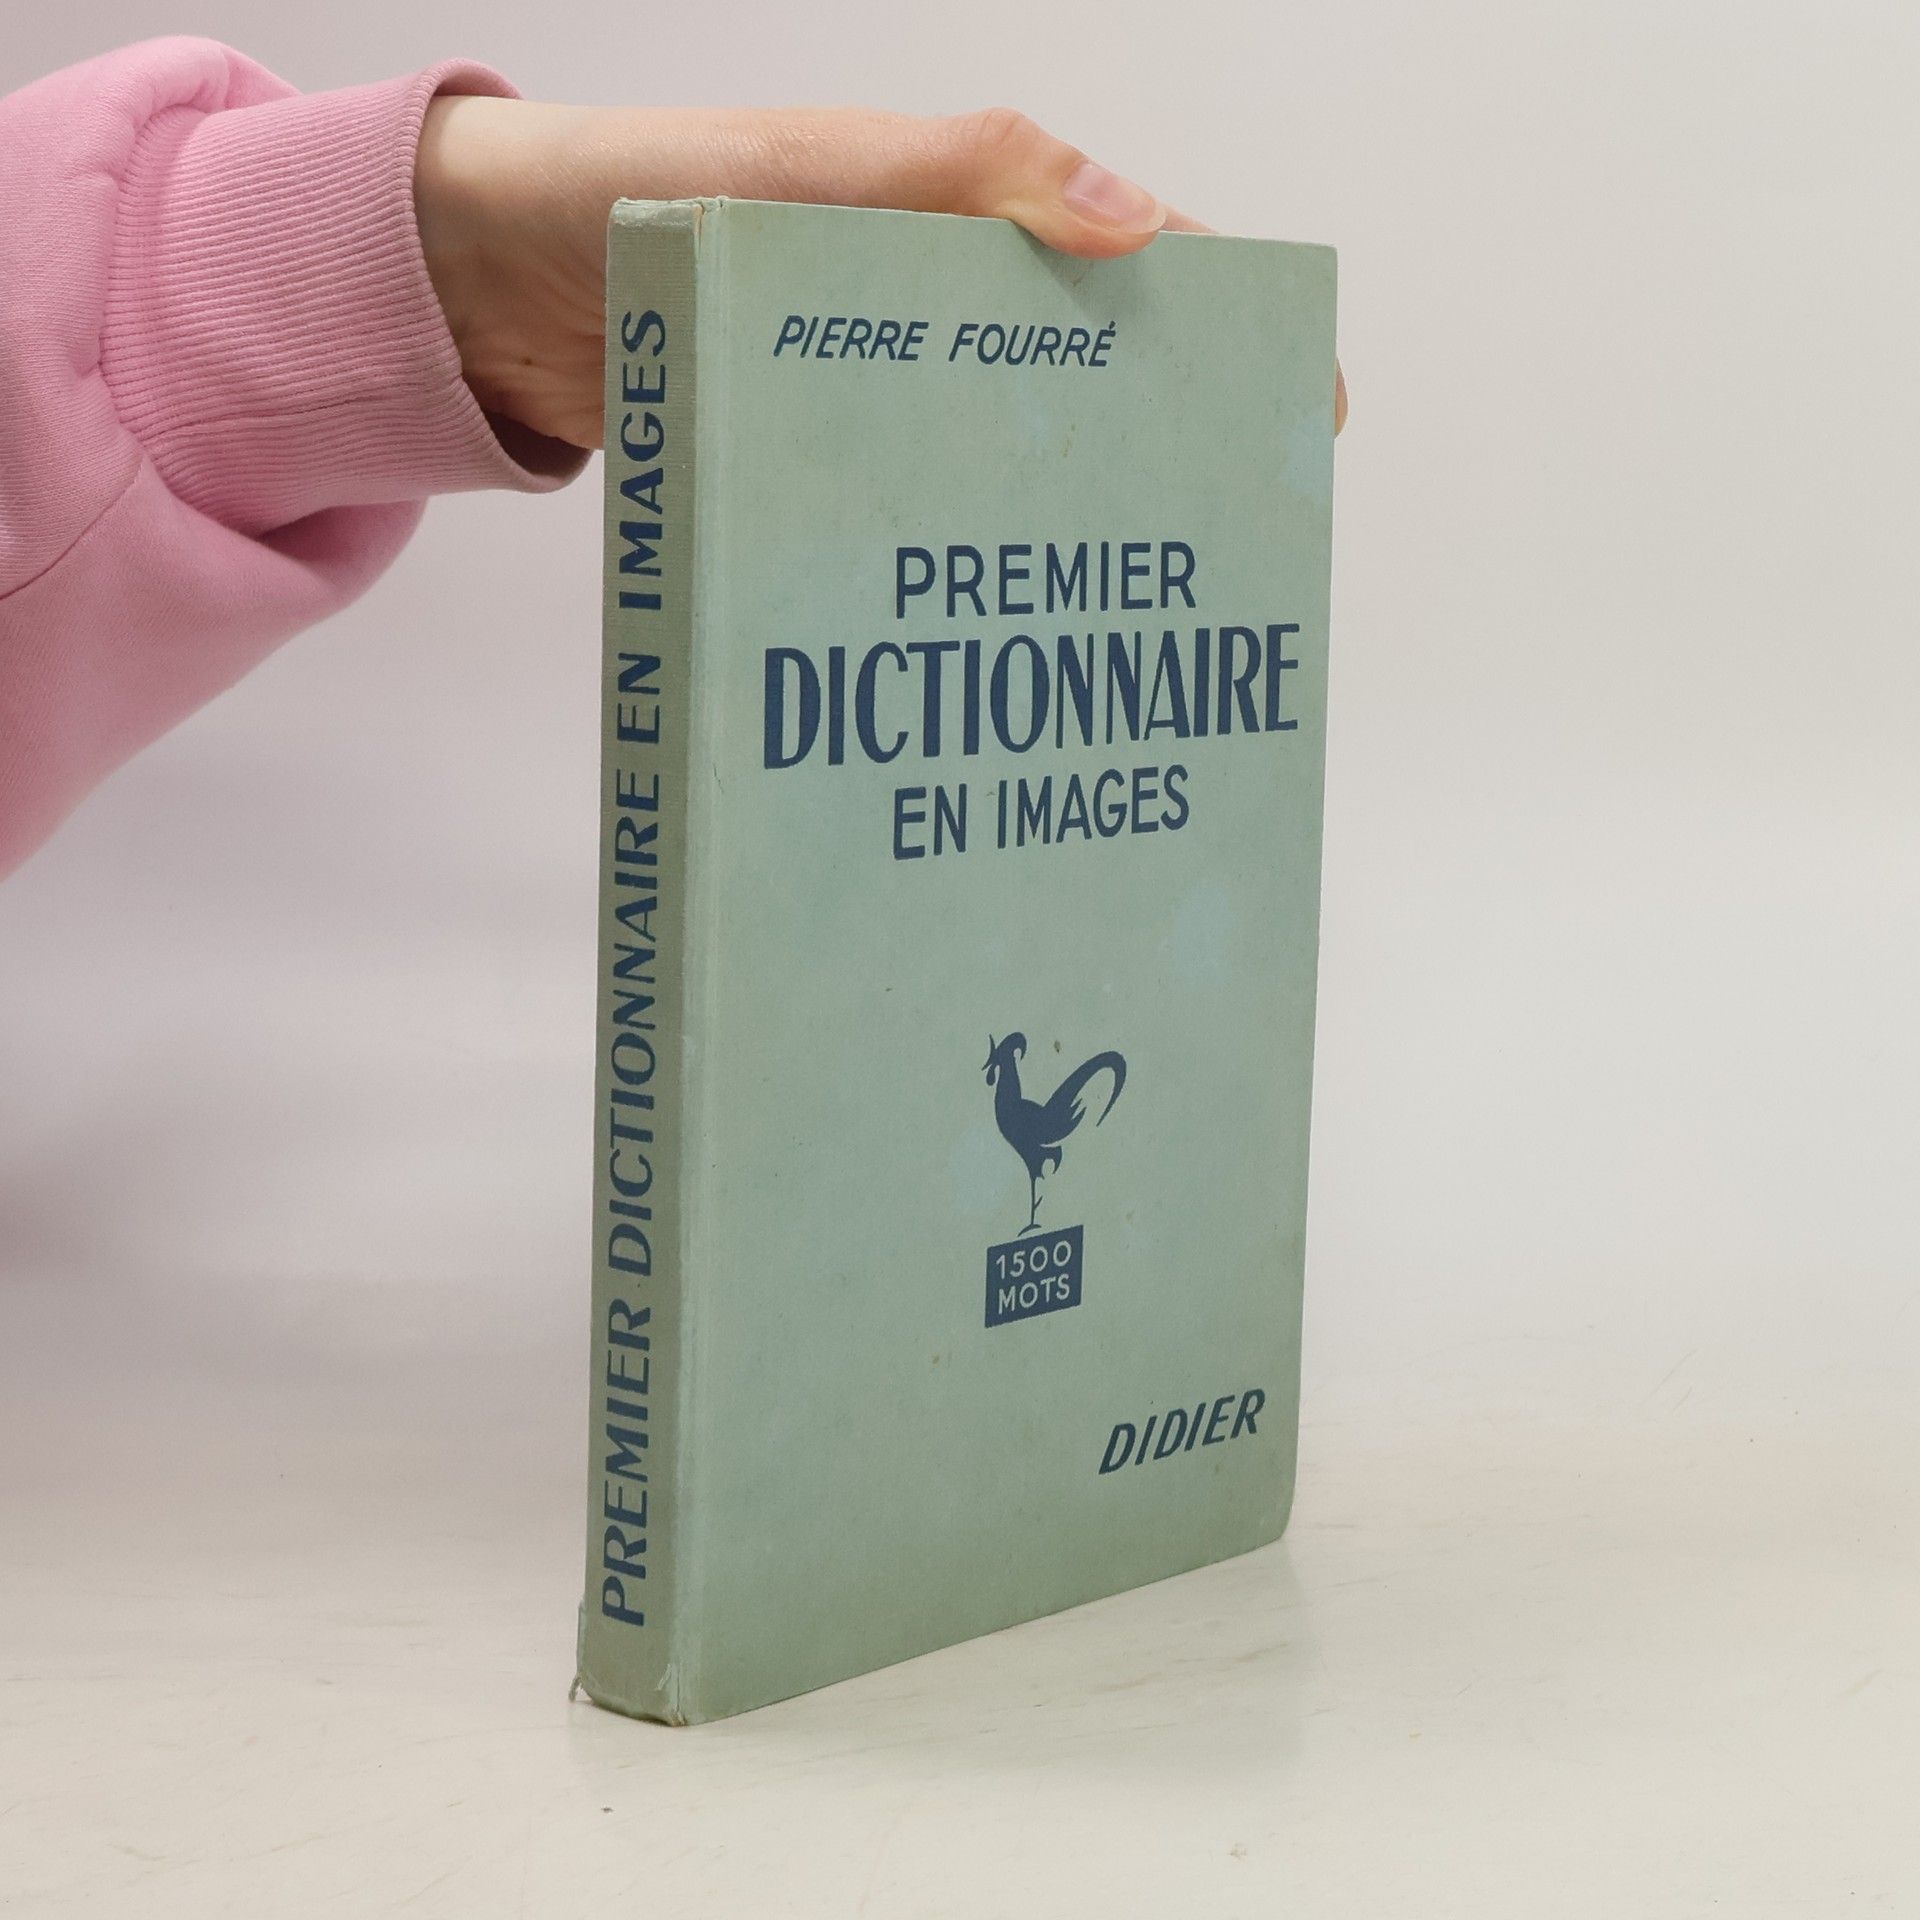 PREMIER DICTIONNAIRE EN IMAGES
PIERRE FOURRÉ
PREMIER
DICTIONNAIRE
EN IMAGES
1500
MOTS
DIDIER